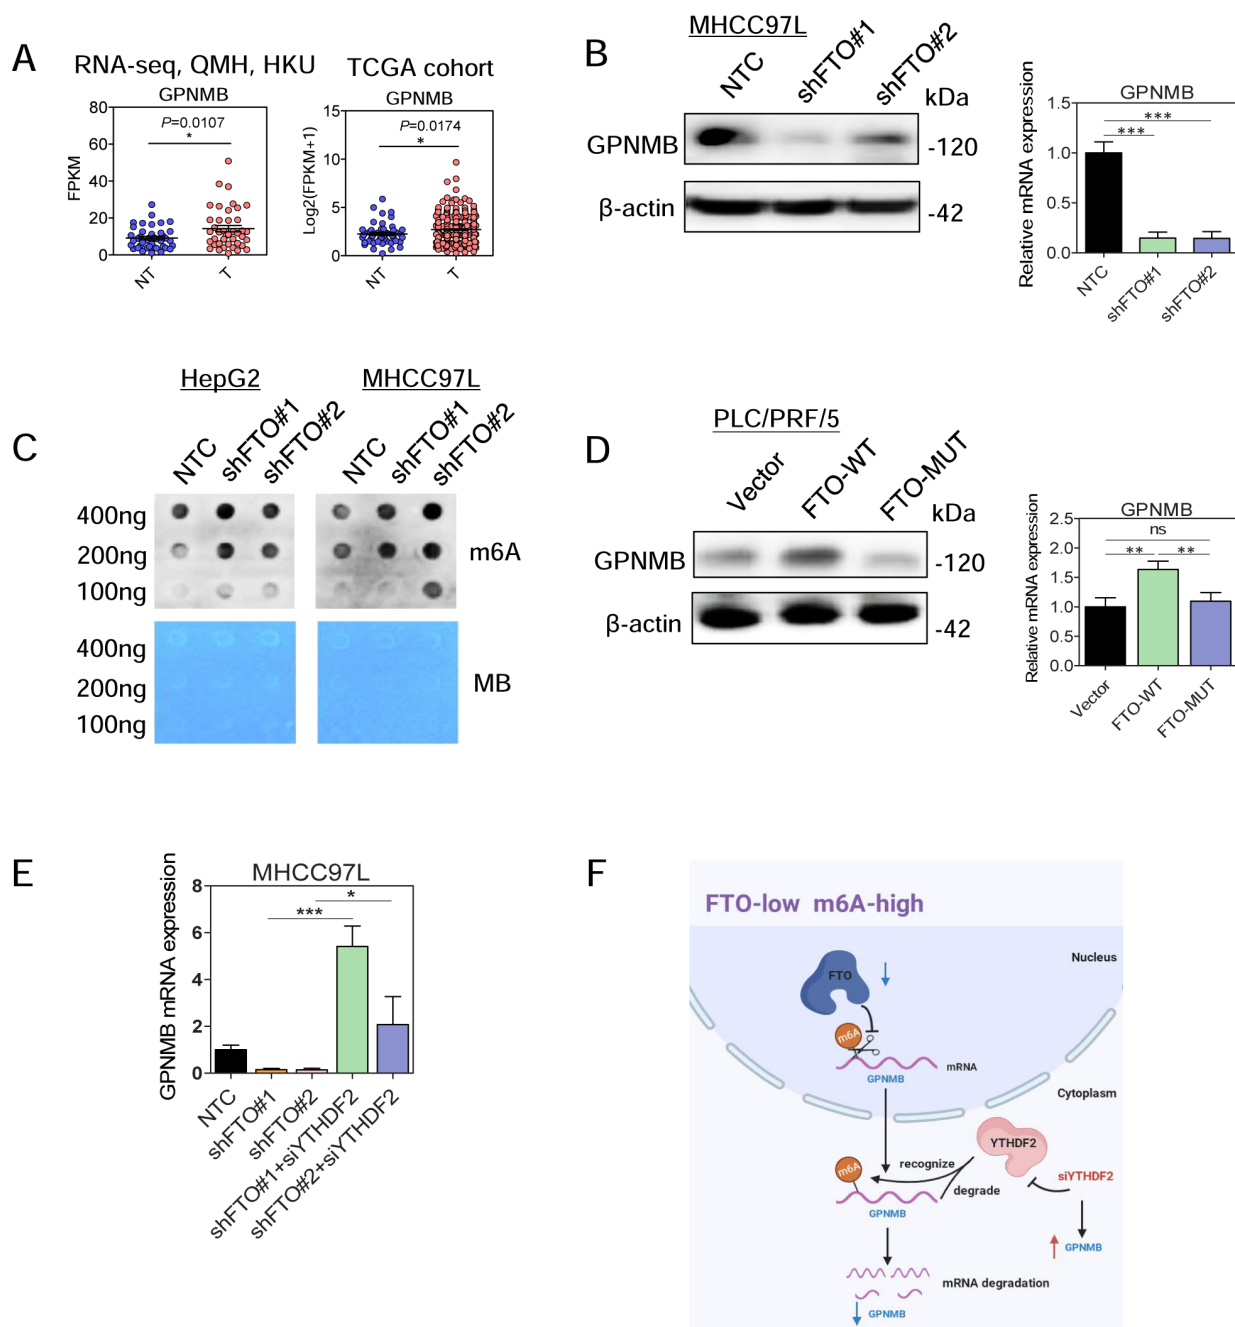 A
RNA-seq, QMH, HKU
GPNMB
P=0.0107
*
FPKM
80
60
40
20
0
NT
T
TCGA cohort
GPNMB
P=0.0174
*
Log2(FPKM+1)
15
10
5
0
NT
T
B
MHCC97L
NTC
shFTO#1
shFTO#2
kDa
GPNMB
-120
β-actin
-42
GPNMB
***
***
Relative mRNA expression
1.5
1.0
0.5
0.0
NTC
shFTO#1
shFTO#2
C
HepG2
MHCC97L
NTC
shFTO#1
shFTO#2
NTC
shFTO#1
shFTO#2
400ng
200ng
100ng
m6A
400ng
200ng
100ng
MB
D
PLC/PRF/5
Vector
FTO-WT
FTO-MUT
kDa
GPNMB
-120
β-actin
-42
GPNMB
ns
**
**
Relative mRNA expression
2.5
2.0
1.5
1.0
0.5
0.0
Vector
FTO-WT
FTO-MUT
E
MHCC97L
*
***
GPNMB mRNA expression
8
6
4
2
0
NTC
shFTO#1
shFTO#2
shFTO#1+siYTHDF2
shFTO#2+siYTHDF2
F
FTO-low m6A-high
Nucleus
FTO
m6A
mRNA
GPNMB
Cytoplasm
YTHDF2
m6A
recognize
siYTHDF2
degrade
GPNMB
GPNMB
mRNA degradation
GPNMB